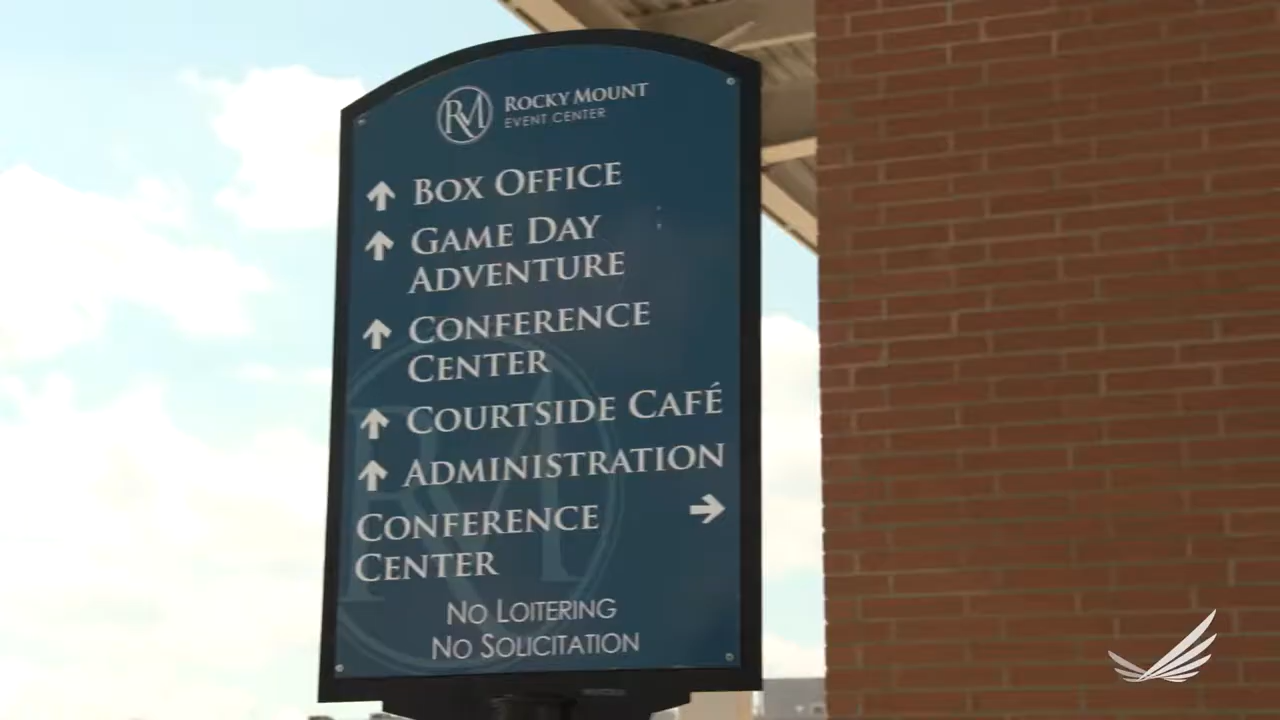 RM ROCKY MOUNT
EVENT CENTER
↑ BOX OFFICE
↑ GAME DAY
ADVENTURE
↑ CONFERENCE
CENTER
↑ COURTSIDE CAFÉ
↑ ADMINISTRATION
CONFERENCE →
CENTER
NO LOITERING
NO SOLICITATION